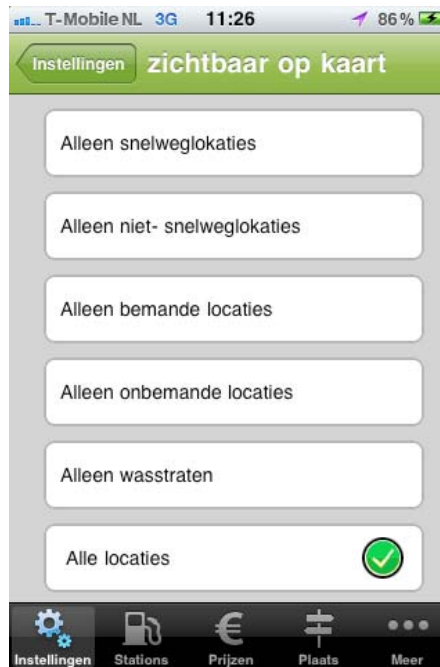 T-Mobile NL 3G 11:26 86%
Instellingen zichtbaar op kaart
Alleen snelweglokaties
Alleen niet- snelweglokaties
Alleen bemande locaties
Alleen onbemande locaties
Alleen wasstraten
Alle locaties
Instellingen Stations Prijzen Plaats Meer